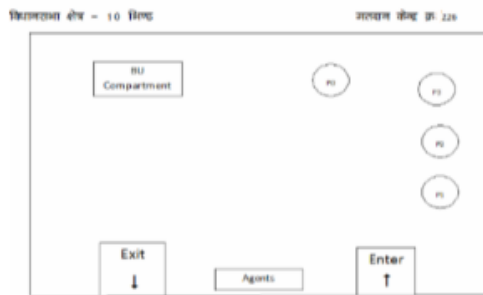 विधानसभा क्षेत्र - 10 भिण्ड
मतदान केन्द्र क्र 226
BU
Compartment
Exit
↓
Agents
Enter
↑